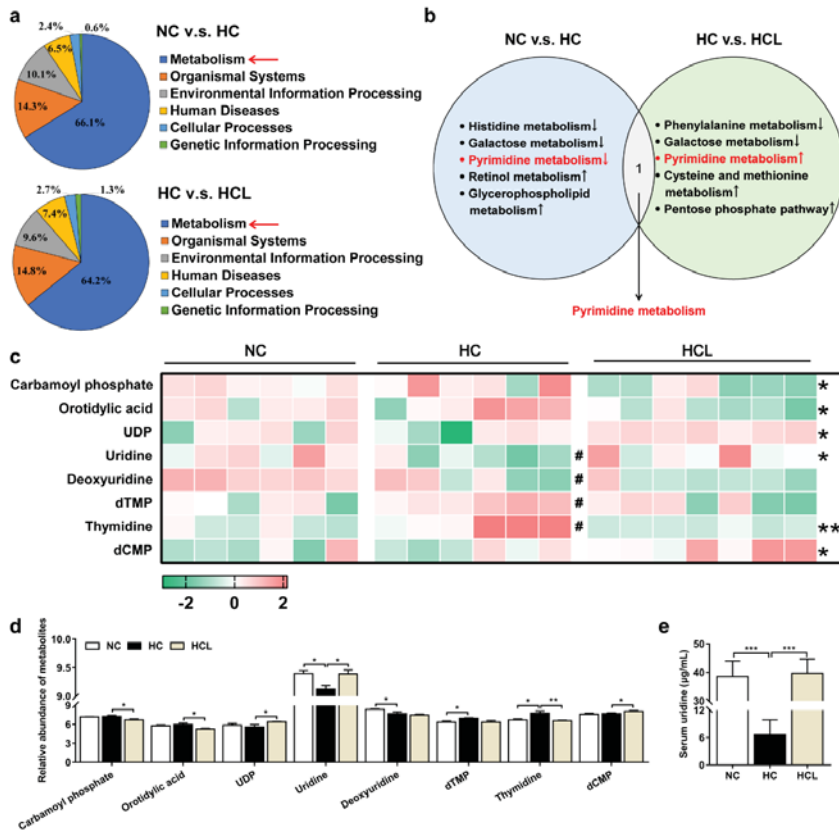 a
NC v.s. HC
2.4%
0.6%
6.5%
10.1%
14.3%
66.1%
Metabolism
Organismal Systems
Environmental Information Processing
Human Diseases
Cellular Processes
Genetic Information Processing
HC v.s. HCL
2.7%
1.3%
7.4%
9.6%
14.8%
64.2%
Metabolism
Organismal Systems
Environmental Information Processing
Human Diseases
Cellular Processes
Genetic Information Processing
b
NC v.s. HC
HC v.s. HCL
• Histidine metabolism↓
• Galactose metabolism↓
• Pyrimidine metabolism↓
• Retinol metabolism↑
• Glycerophospholipid
metabolism↑
1
• Phenylalanine metabolism↓
• Galactose metabolism↓
• Pyrimidine metabolism↑
• Cysteine and methionine
metabolism↑
• Pentose phosphate pathway↑
Pyrimidine metabolism
c
NC
HC
HCL
Carbamoyl phosphate *
Orotidylic acid *
UDP *
Uridine # *
Deoxyuridine #
dTMP #
Thymidine # **
dCMP *
-2 0 2
d
Relative abundance of metabolites
NC HC HCL
10.0
9.5
9.0
9
6
3
0
* * * * * * * * ** *
Carbamoyl phosphate
Orotidylic acid
UDP
Uridine
Deoxyuridine
dTMP
Thymidine
dCMP
e
Serum uridine (μg/mL)
*** ***
50
40
30
12
6
0
NC HC HCL